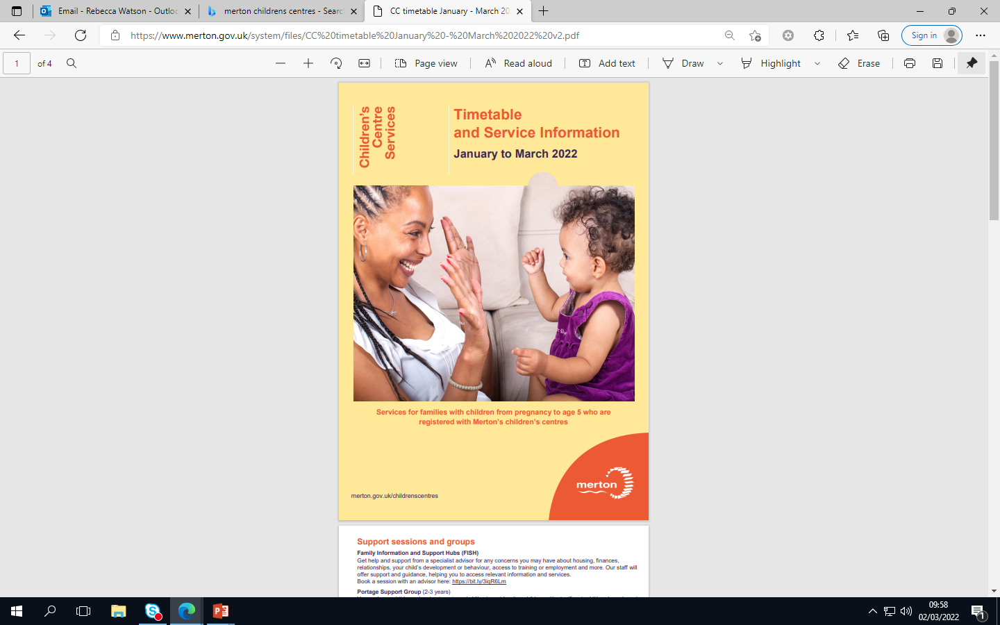 Email - Rebecca Watson - Outloo
merton childrens centres - Searc
CC timetable January - March 20
https://www.merton.gov.uk/system/files/CC%20timetable%20January%20-%20March%202022%20v2.pdf
Sign in
1 of 4
Page view
Read aloud
Add text
Draw
Highlight
Erase
Children's
Centre
Services
Timetable
and Service Information
January to March 2022
Services for families with children from pregnancy to age 5 who are
registered with Merton's children's centres
merton
merton.gov.uk/childrenscentres
Support sessions and groups
Family Information and Support Hubs (FISH)
Get help and support from a specialist advisor for any concerns you may have about housing, finances,
relationships, your child's development or behaviour, access to training or employment and more. Our staff will
offer support and guidance, helping you to access relevant information and services.
Book a session with an advisor here: https://bit.ly/3iqR6Lm
Portage Support Group (2-3 years)
09:58
02/03/2022
1